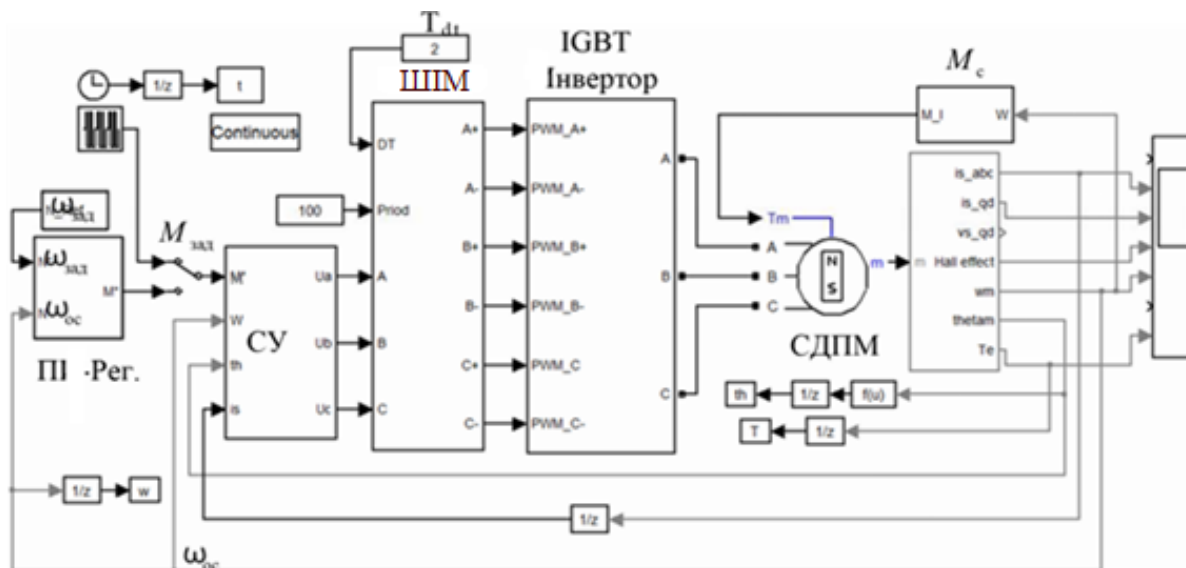 T_dt
2
ШІМ
IGBT
Інвертор
M_c
M_I
W
1/z
t
Continuous
ω_зад
ω_зад
M*
ω_ос
ПІ-Рег.
M_зад
M*
W
th
is
СУ
Ua
Ub
Uc
100
DT
Priod
A
B
C
A+
A-
B+
B-
C+
C-
PWM_A+
PWM_A-
PWM_B+
PWM_B-
PWM_C
PWM_C-
A
B
C
Tm
A
B
C
N
S
m
СДПМ
m
is_abc
is_qd
vs_qd
Hall effect
wm
thetam
Te
th
1/z
f(u)
T
1/z
1/z
w
1/z
ω_ос